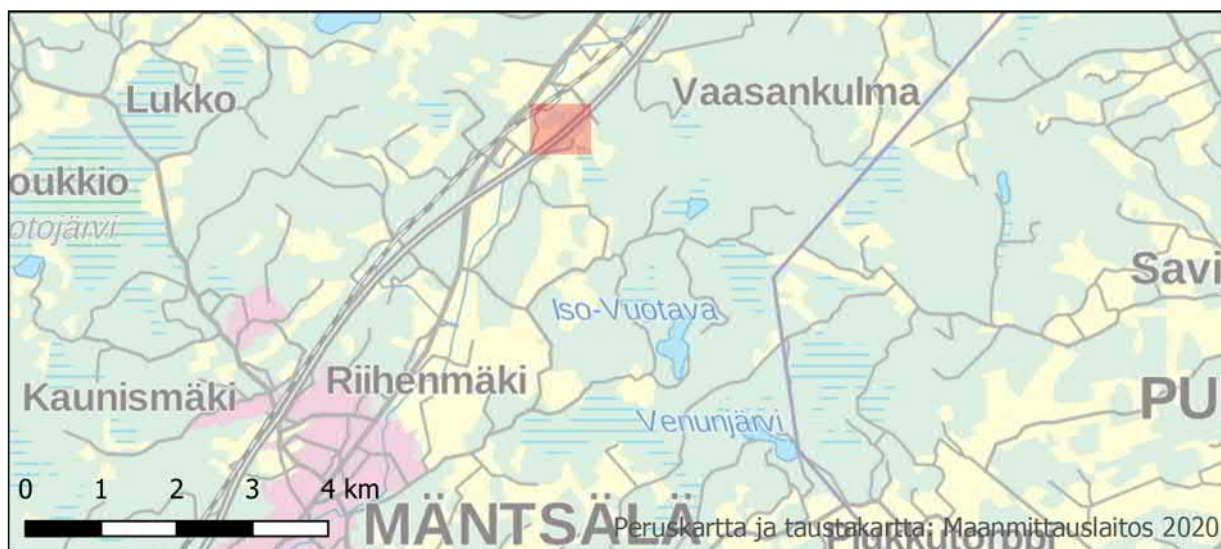 Lukko
Vaasankulma
oukkio
otojärvi
Savi
Iso-Vuotava
Riihenmäki
Kaunismäki
PU
Venunjärvi
0 1 2 3 4 km
MÄNTSÄLÄ
Peruskartta ja taustakartta: Maanmittauslaitos 2020